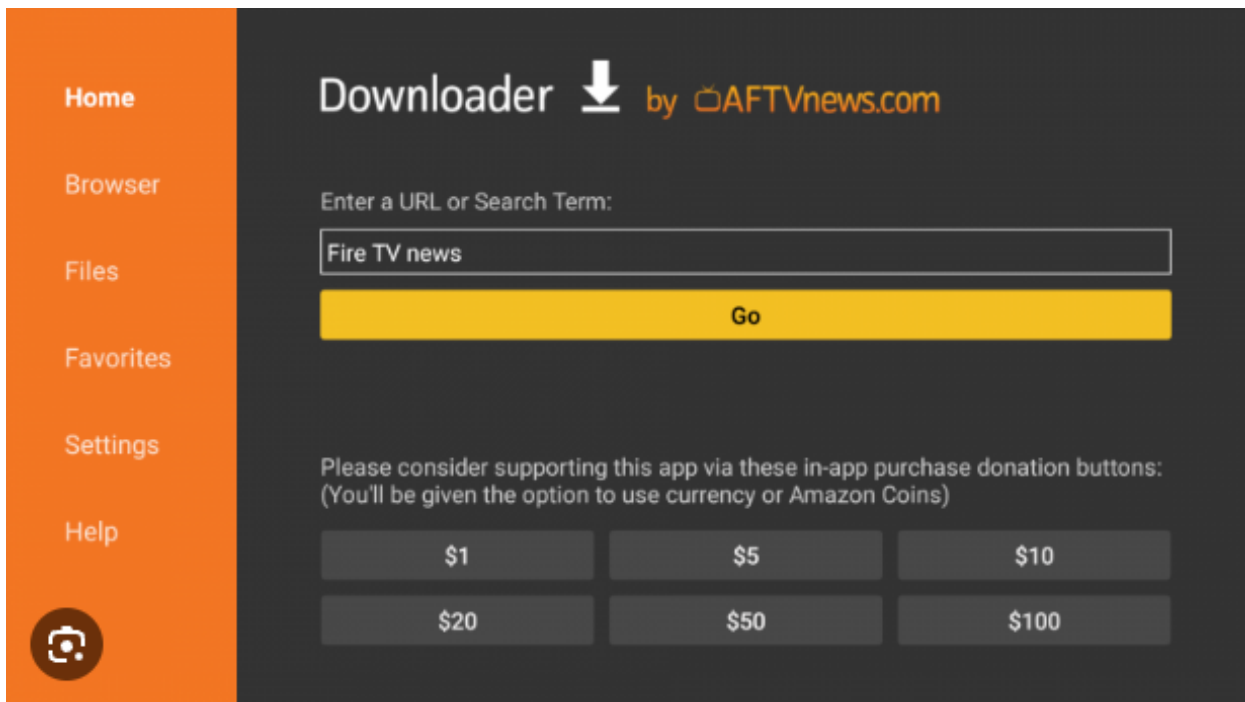 Home
Browser
Files
Favorites
Settings
Help
Downloader by AFTVnews.com
Enter a URL or Search Term:
Fire TV news
Go
Please consider supporting this app via these in-app purchase donation buttons:
(You'll be given the option to use currency or Amazon Coins)
$1 $5 $10
$20 $50 $100